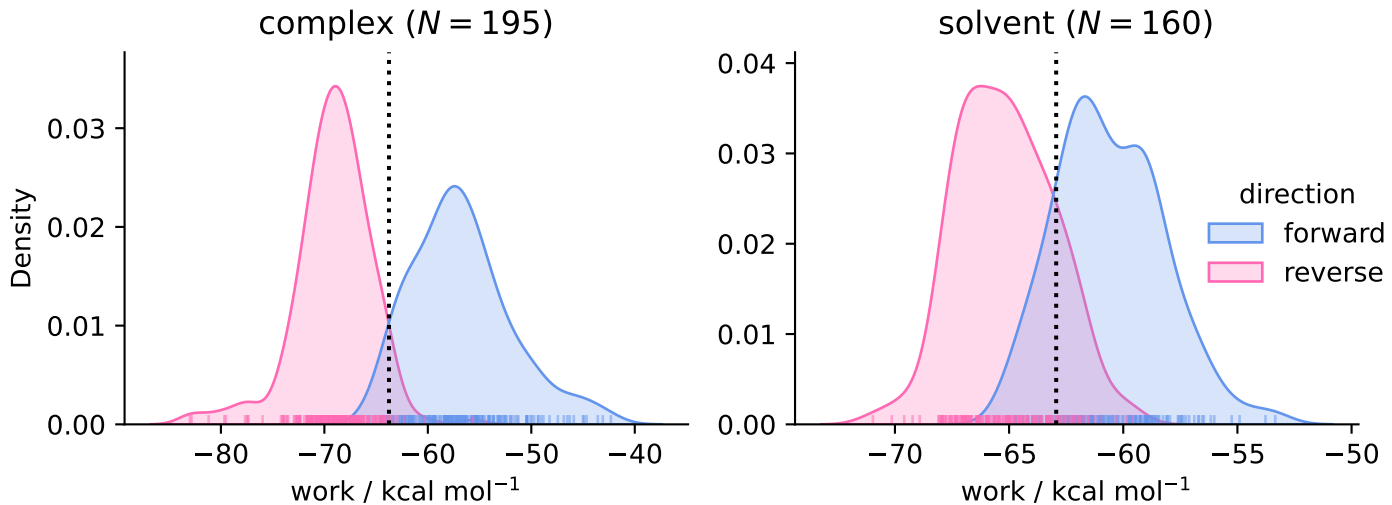 complex (N = 195)
Density
0.03
0.02
0.01
0.00
−80 −70 −60 −50 −40
work / kcal mol⁻¹
solvent (N = 160)
0.04
0.03
0.02
0.01
0.00
−70 −65 −60 −55 −50
work / kcal mol⁻¹
direction
forward
reverse